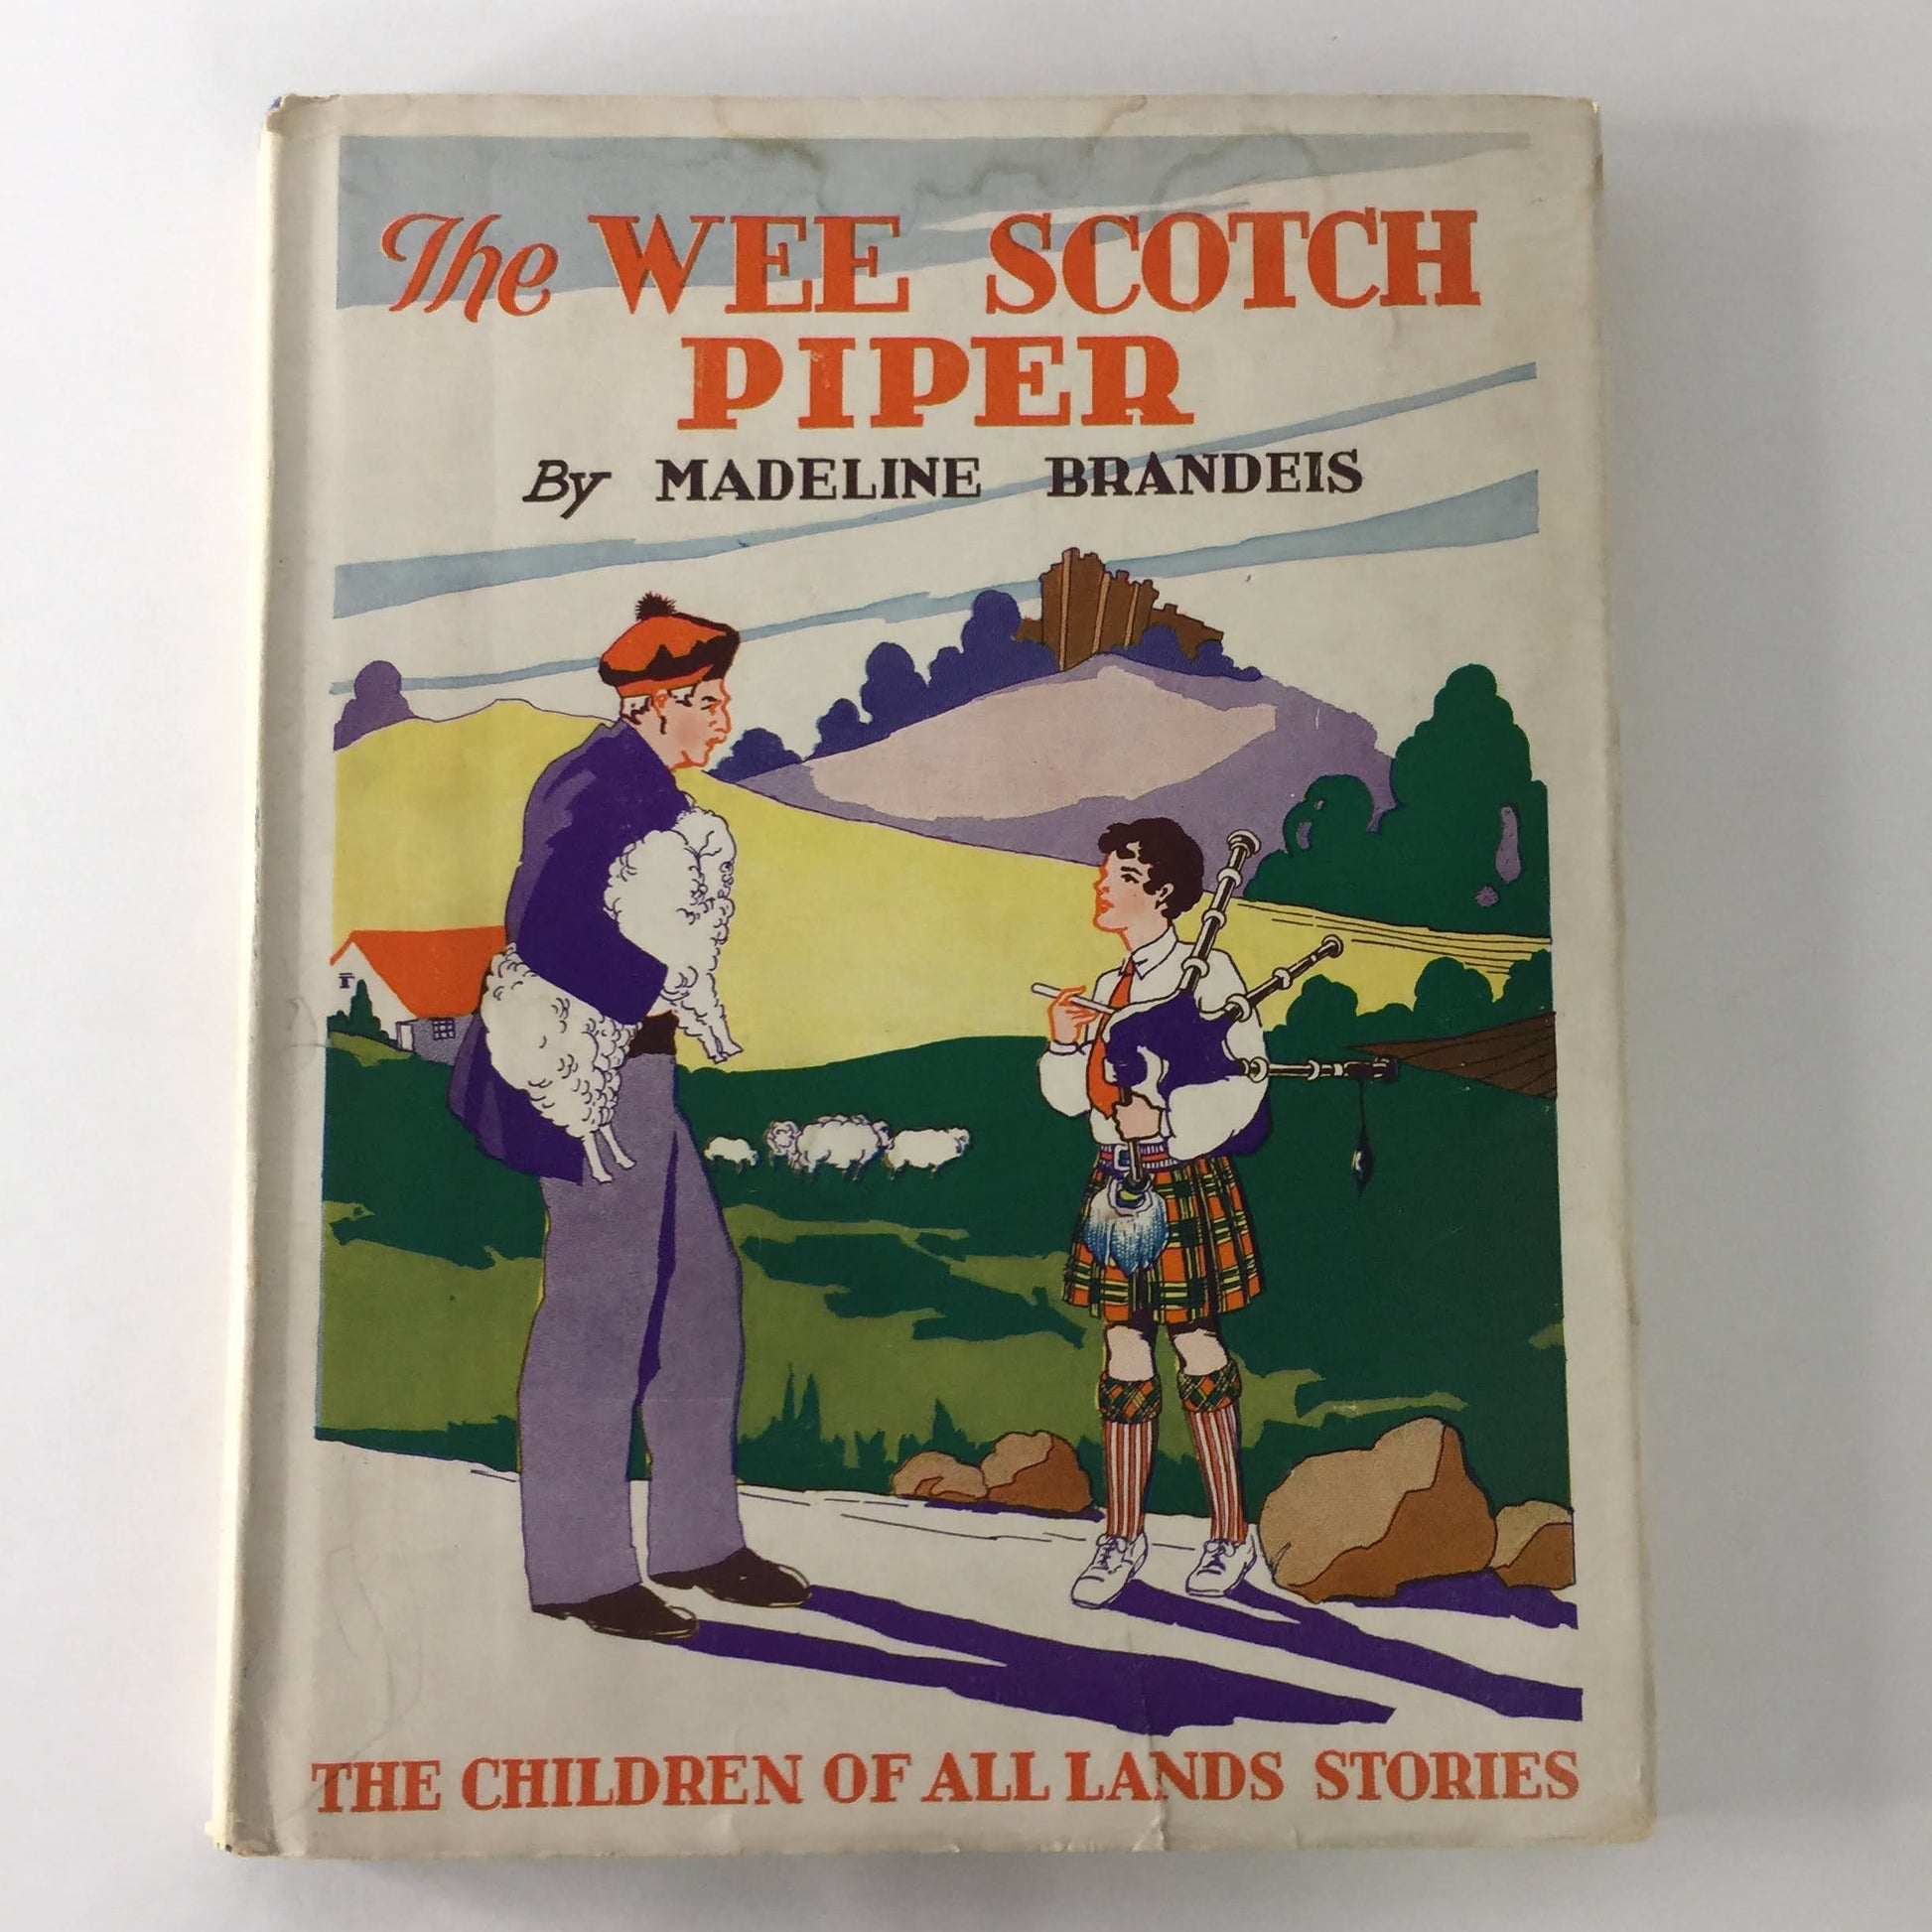 The WEE SCOTCH
PIPER
By MADELINE BRANDEIS
THE CHILDREN OF ALL LANDS STORIES